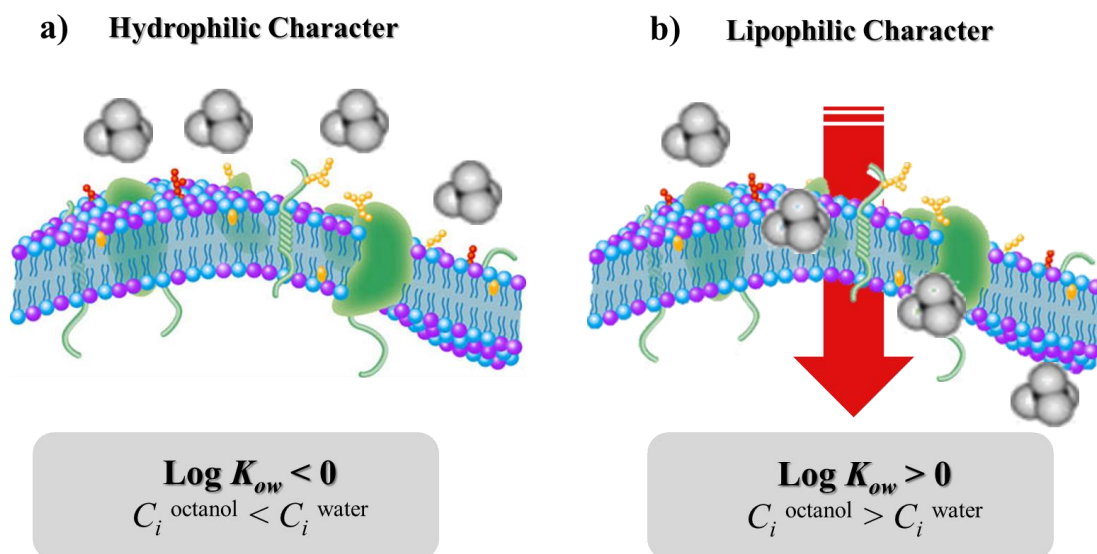 a) Hydrophilic Character
Log Kow < 0
Ci octanol < Ci water
b) Lipophilic Character
Log Kow > 0
Ci octanol > Ci water